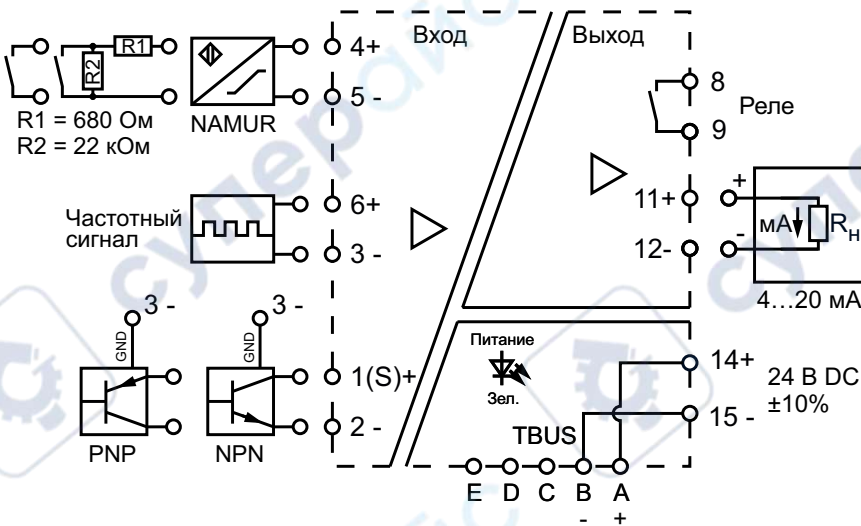 Вход
Выход
R1
R2
R1 = 680 Ом
R2 = 22 кОм
NAMUR
4+
5 -
8
9
Реле
Частотный
сигнал
6+
3 -
11+
12-
+
-
мА
Rн
4...20 мА
3 -
3 -
GND
GND
PNP
NPN
1(S)+
2 -
Питание
Зел.
TBUS
14+
15 -
24 В DC
±10%
E D C B A
- +
супер